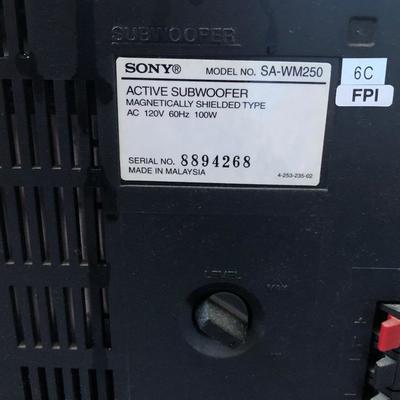 SUBWOOFER
SONY® MODEL NO. SA-WM250
6C
FPI
ACTIVE SUBWOOFER
MAGNETICALLY SHIELDED TYPE
AC 120V 60Hz 100W
SERIAL NO. 8894268
MADE IN MALAYSIA 4-253-235-02
LEVEL
MAX